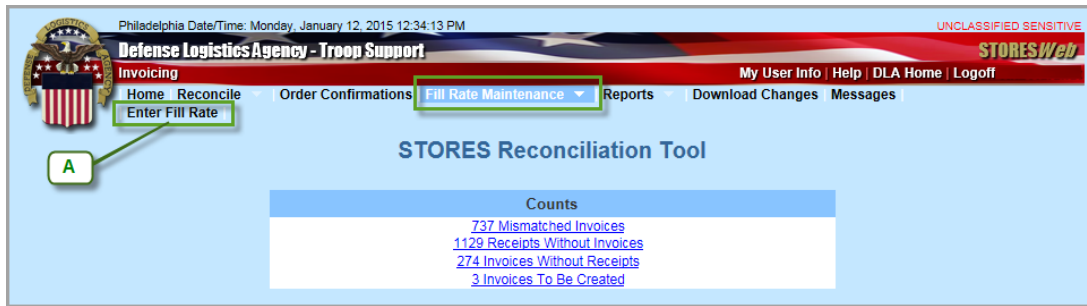 Philadelphia Date/Time: Monday, January 12, 2015 12:34:13 PM UNCLASSIFIED SENSITIVE
Defense Logistics Agency - Troop Support STORESWeb
Invoicing My User Info | Help | DLA Home | Logoff
Home | Reconcile Order Confirmations Fill Rate Maintenance Reports Download Changes | Messages |
Enter Fill Rate
A
STORES Reconciliation Tool
Counts
737 Mismatched Invoices
1129 Receipts Without Invoices
274 Invoices Without Receipts
3 Invoices To Be Created